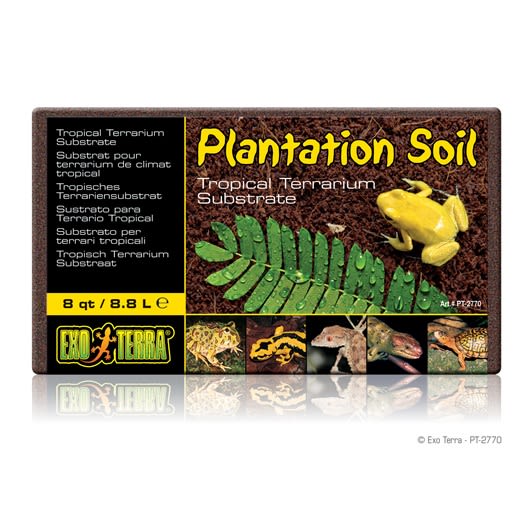 Tropical Terrarium
Substrate
Substrat pour
terrarium de climat
tropical
Tropisches
Terrariensubstrat
Sustrato para
Terrario Tropical
Substrato per
terrari tropicali
Tropisch Terrarium
Substraat
8 qt / 8.8 L ℮
EXO TERRA®
Plantation Soil
Tropical Terrarium
Substrate
Art.# PT-2770
© Exo Terra - PT-2770